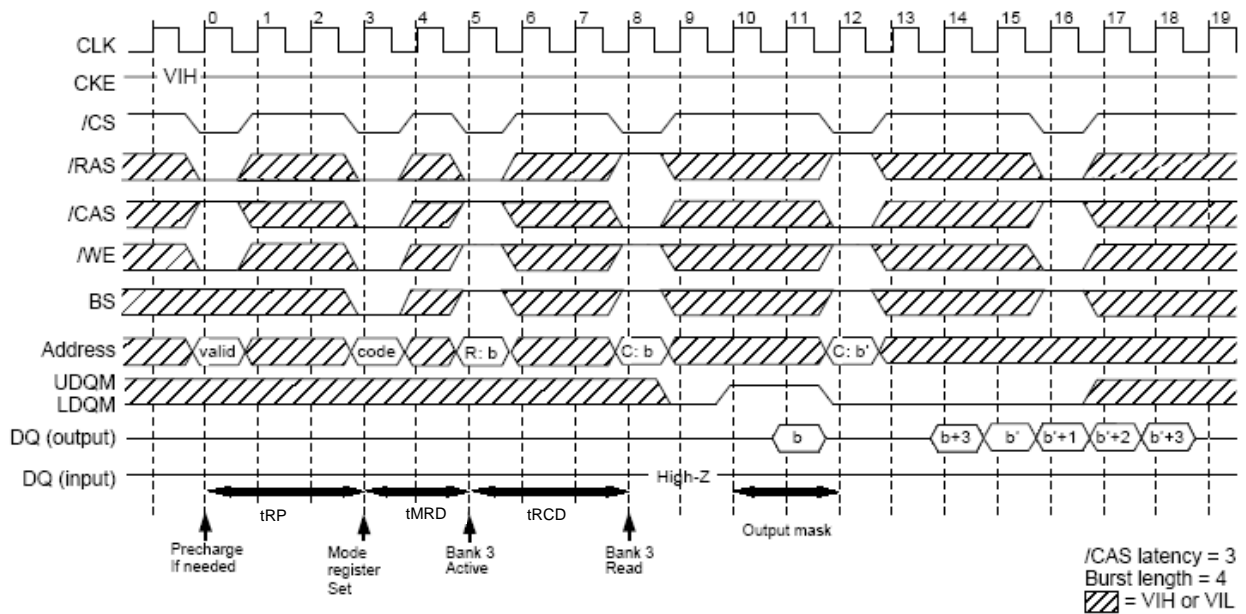 0 1 2 3 4 5 6 7 8 9 10 11 12 13 14 15 16 17 18 19
CLK
CKE VIH
/CS
/RAS
/CAS
/WE
BS
Address valid code R: b C: b C: b'
UDQM
LDQM
DQ (output) b b+3 b' b'+1 b'+2 b'+3
DQ (input) High-Z
tRP tMRD tRCD Output mask
Precharge
If needed
Mode
register
Set
Bank 3
Active
Bank 3
Read
/CAS latency = 3
Burst length = 4
= VIH or VIL